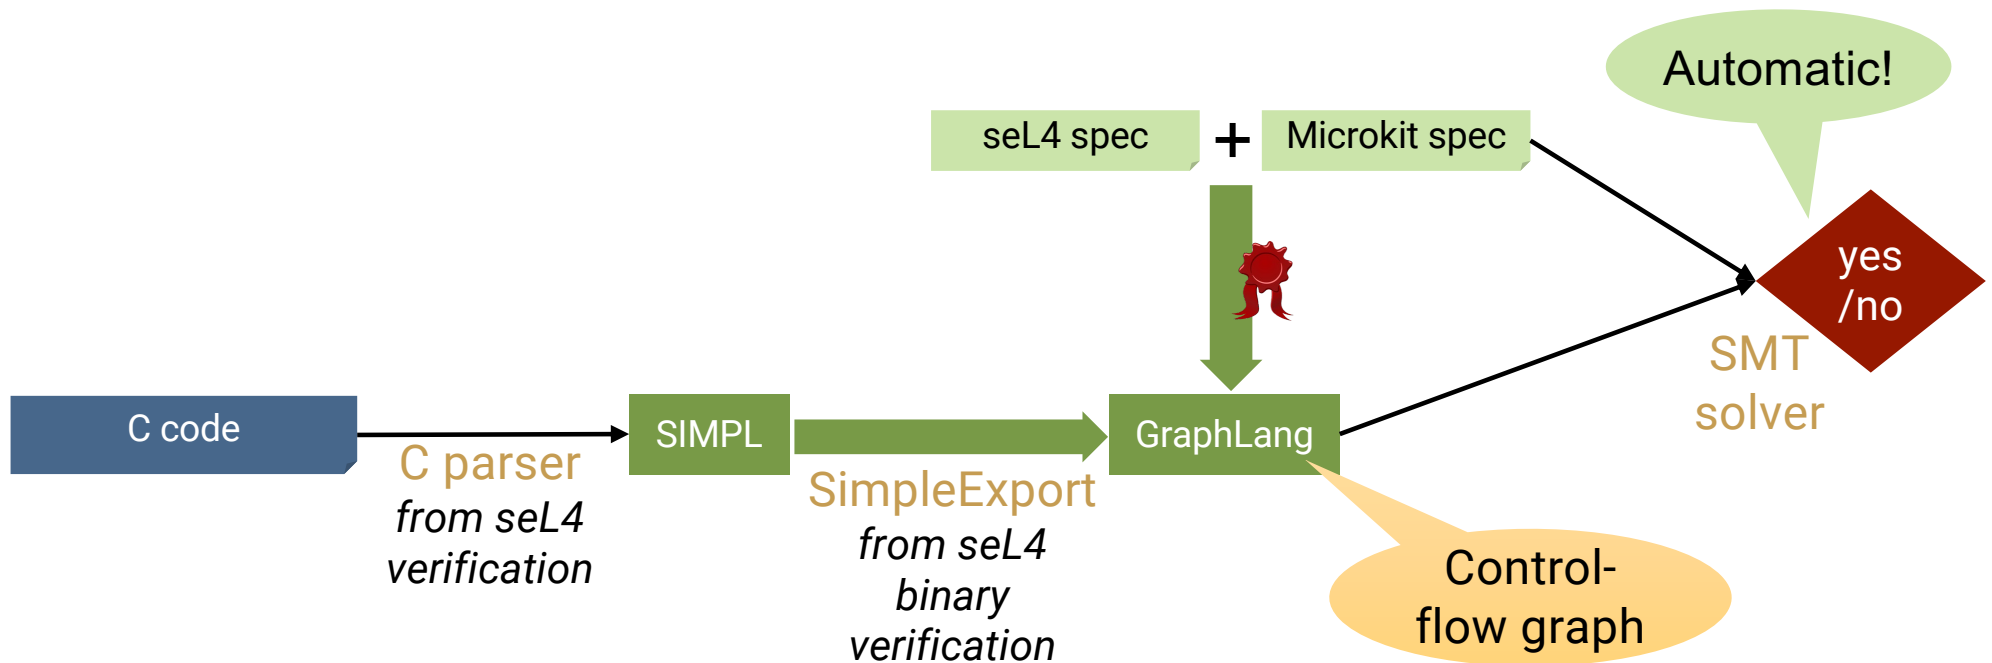 Automatic!
seL4 spec
+
Microkit spec
yes
/no
SMT
solver
C code
C parser
from seL4
verification
SIMPL
SimpleExport
from seL4
binary
verification
GraphLang
Control-
flow graph